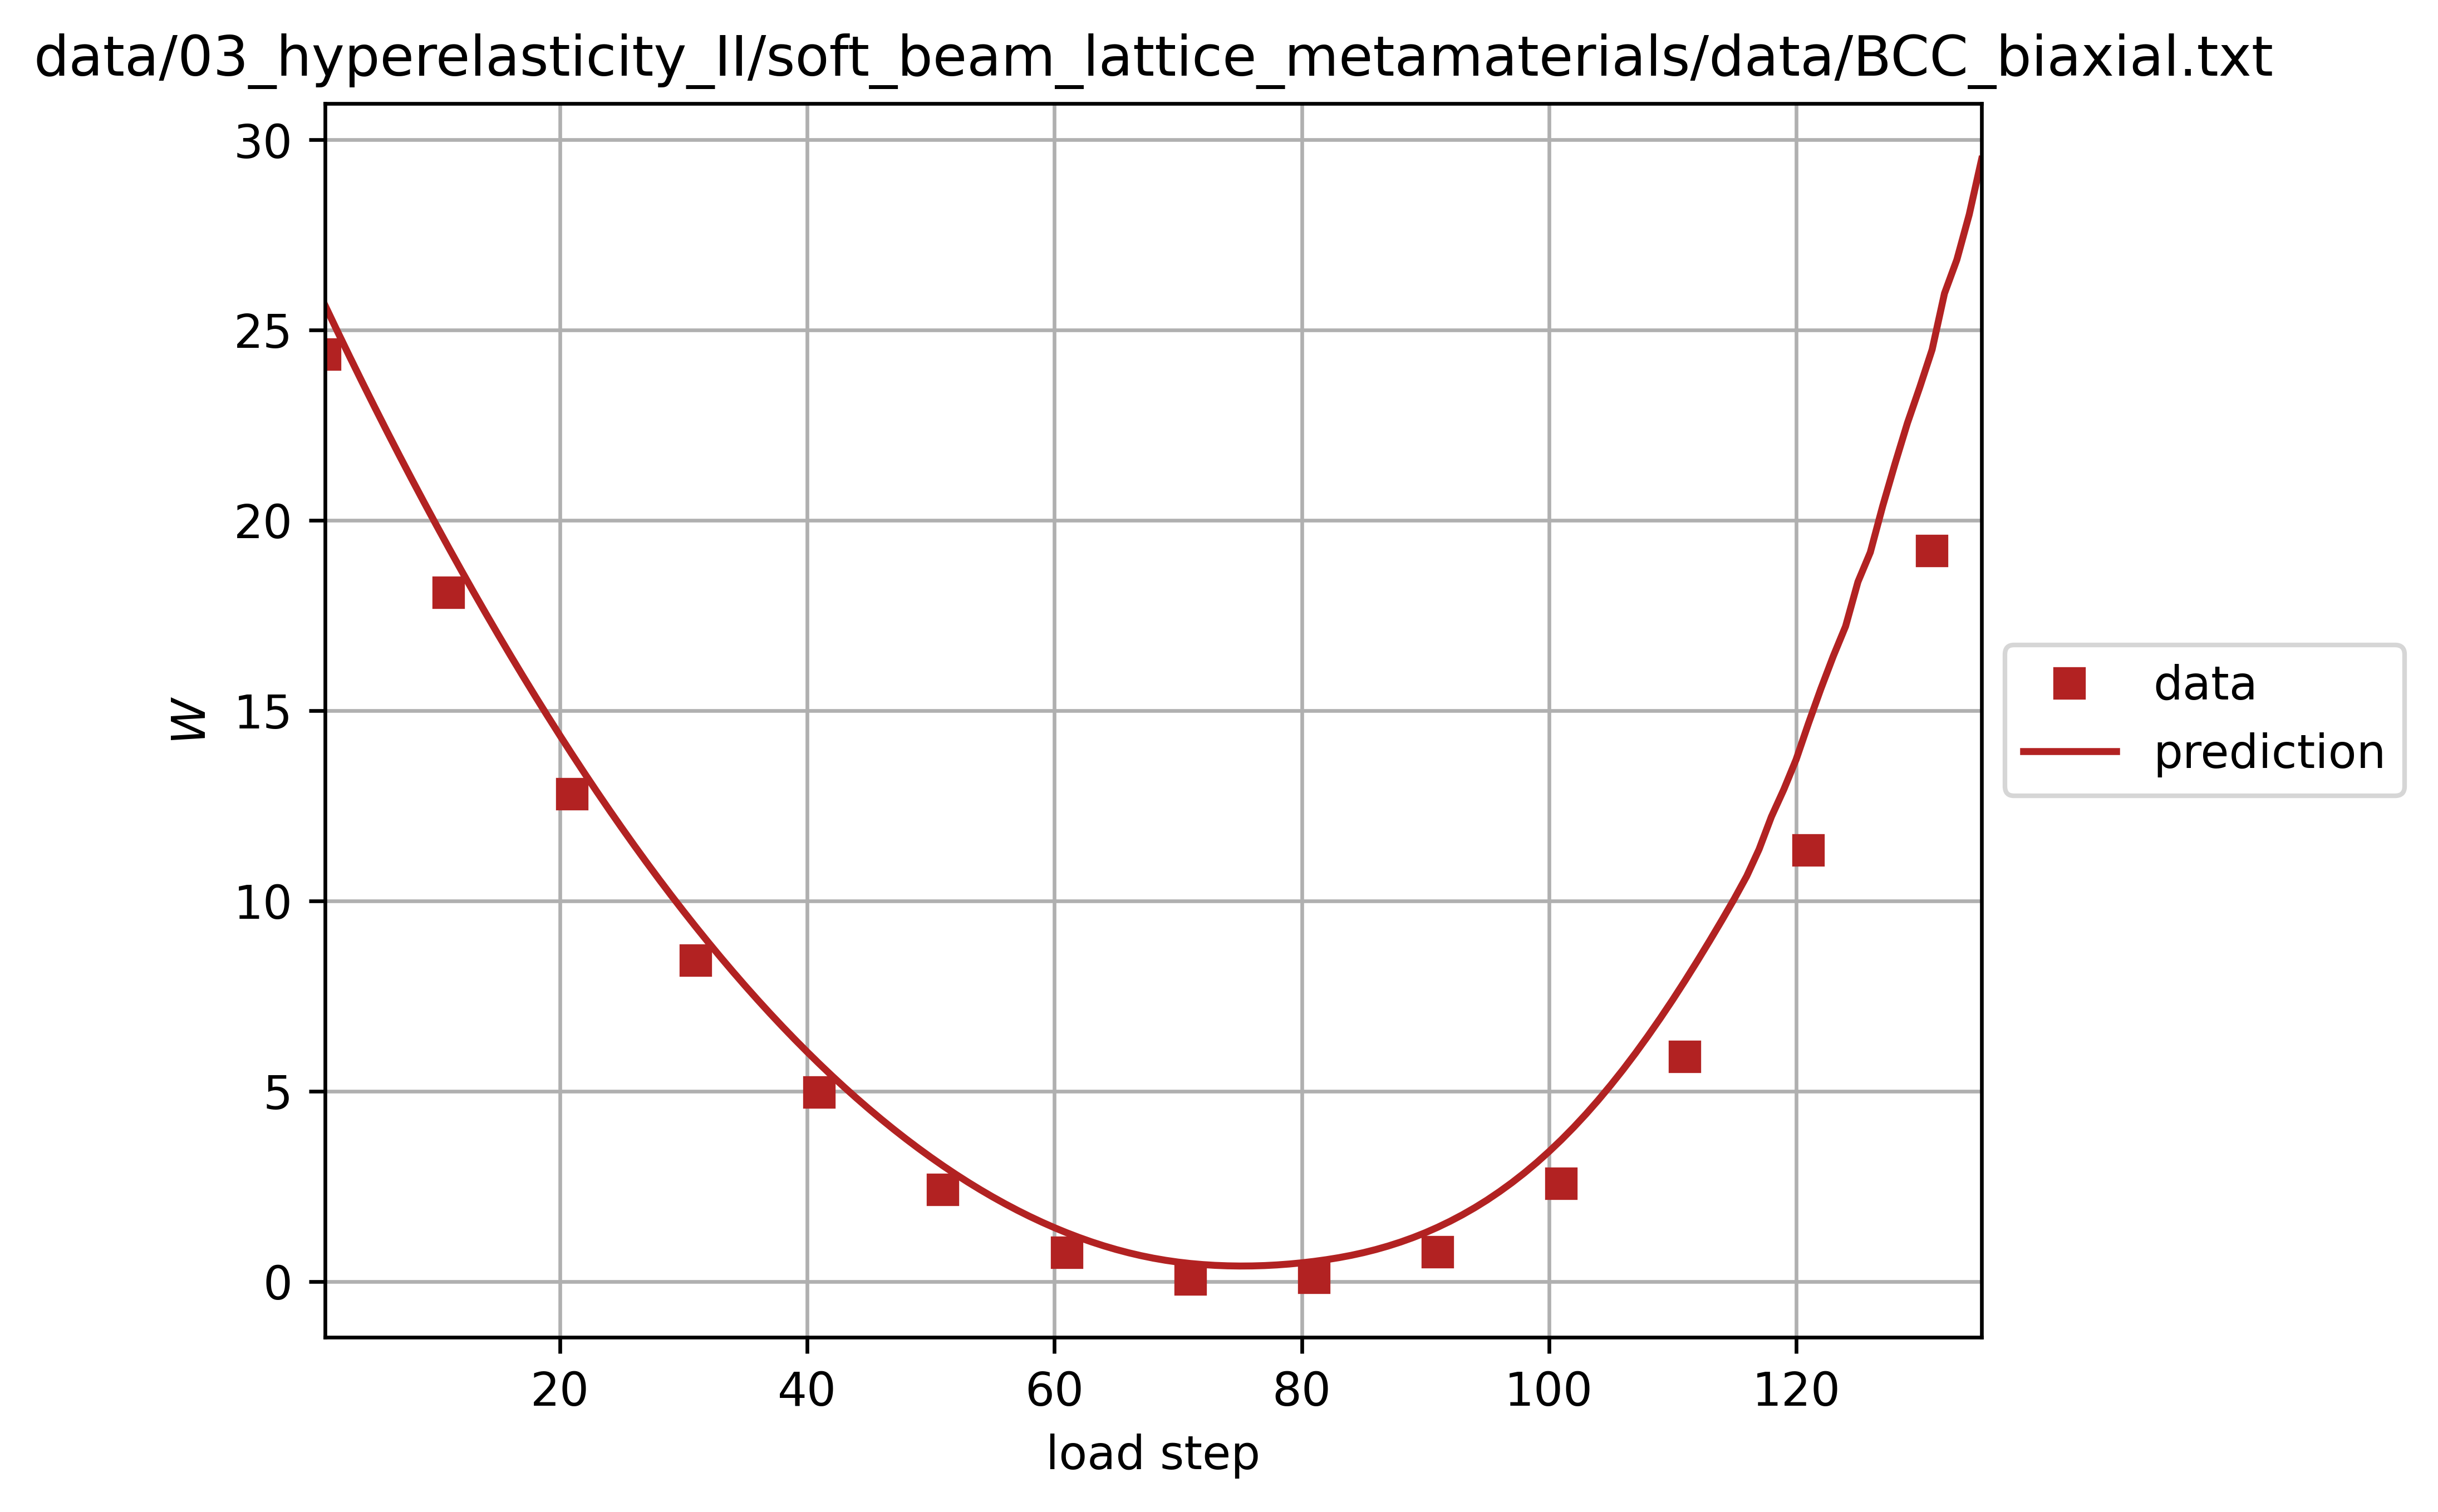 data/03_hyperelasticity_II/soft_beam_lattice_metamaterials/data/BCC_biaxial.txt
30
25
20
15
10
5
0
W
20 40 60 80 100 120
load step
data
prediction